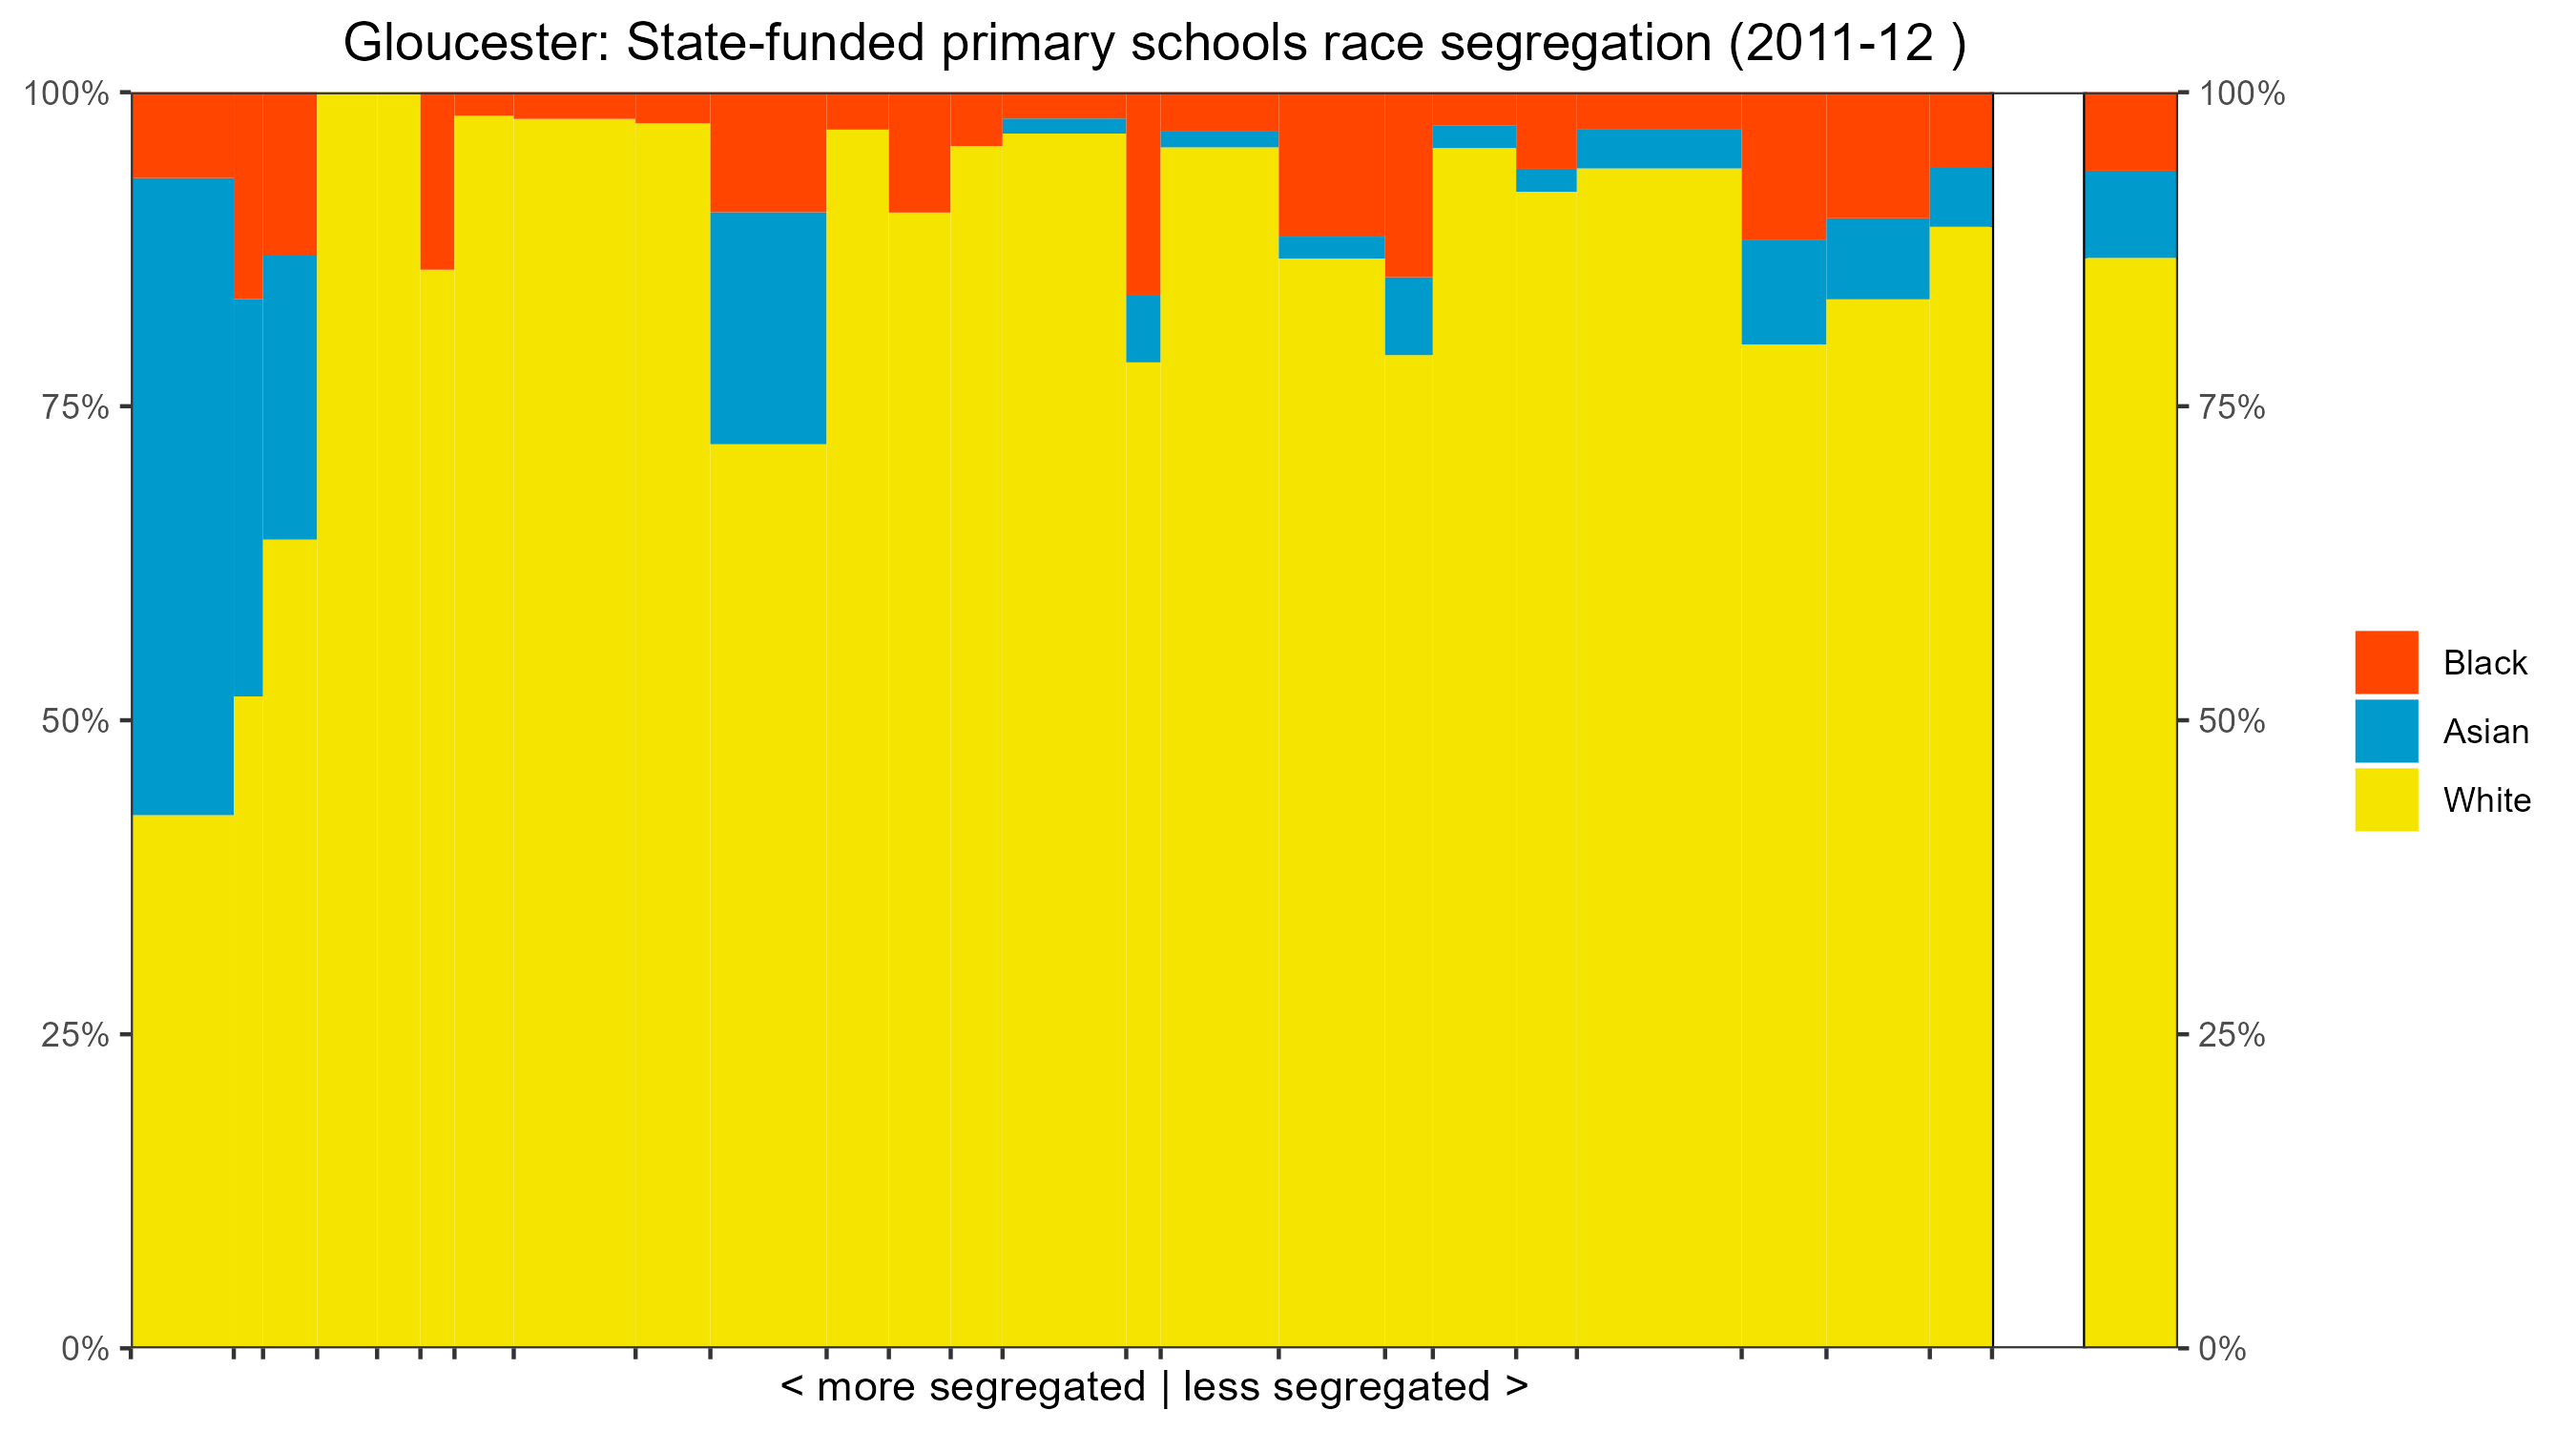 Gloucester: State-funded primary schools race segregation (2011-12 )
100%
75%
50%
25%
0%
100%
75%
50%
25%
0%
Black
Asian
White
< more segregated | less segregated >